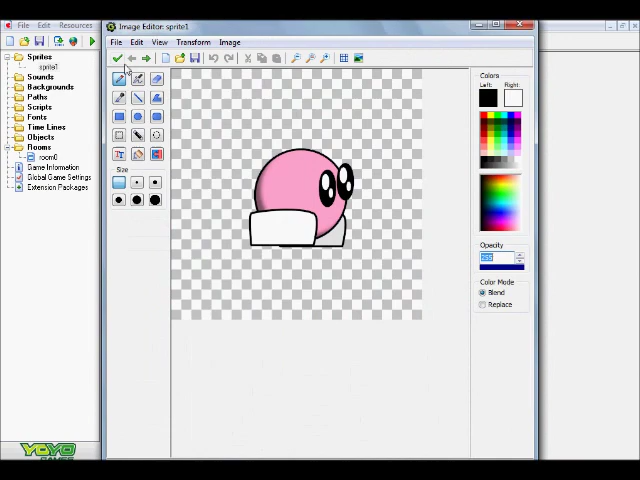 Image Editor: sprite1
File Edit Resources
File Edit View Transform Image
Sprites
sprite1
Sounds
Backgrounds
Paths
Scripts
Fonts
Time Lines
Objects
Rooms
room0
Game Information
Global Game Settings
Extension Packages
TT
Size
Colors
Left: Right:
Opacity
255
Color Mode
Blend
Replace
YOYO
GAMES